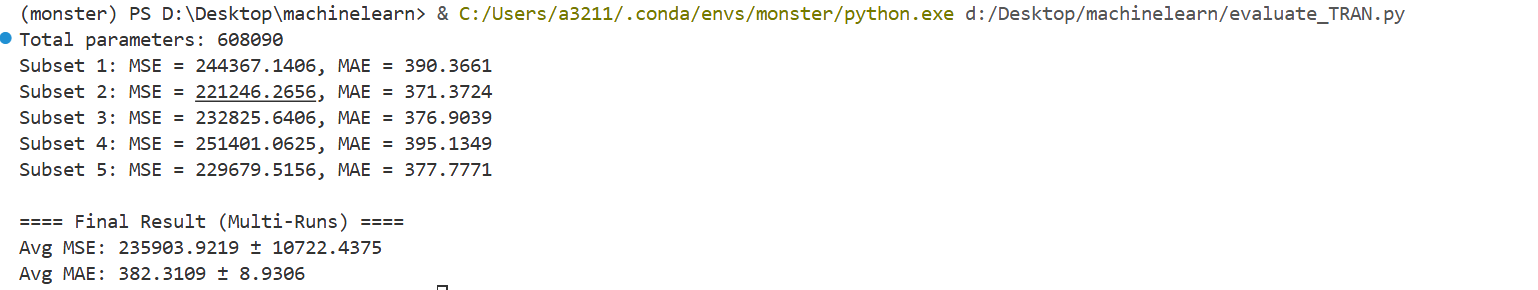 (monster) PS D:\Desktop\machinelearn> & C:/Users/a3211/.conda/envs/monster/python.exe d:/Desktop/machinelearn/evaluate_TRAN.py
Total parameters: 608090
Subset 1: MSE = 244367.1406, MAE = 390.3661
Subset 2: MSE = 221246.2656, MAE = 371.3724
Subset 3: MSE = 232825.6406, MAE = 376.9039
Subset 4: MSE = 251401.0625, MAE = 395.1349
Subset 5: MSE = 229679.5156, MAE = 377.7771
==== Final Result (Multi-Runs) ====
Avg MSE: 235903.9219 ± 10722.4375
Avg MAE: 382.3109 ± 8.9306